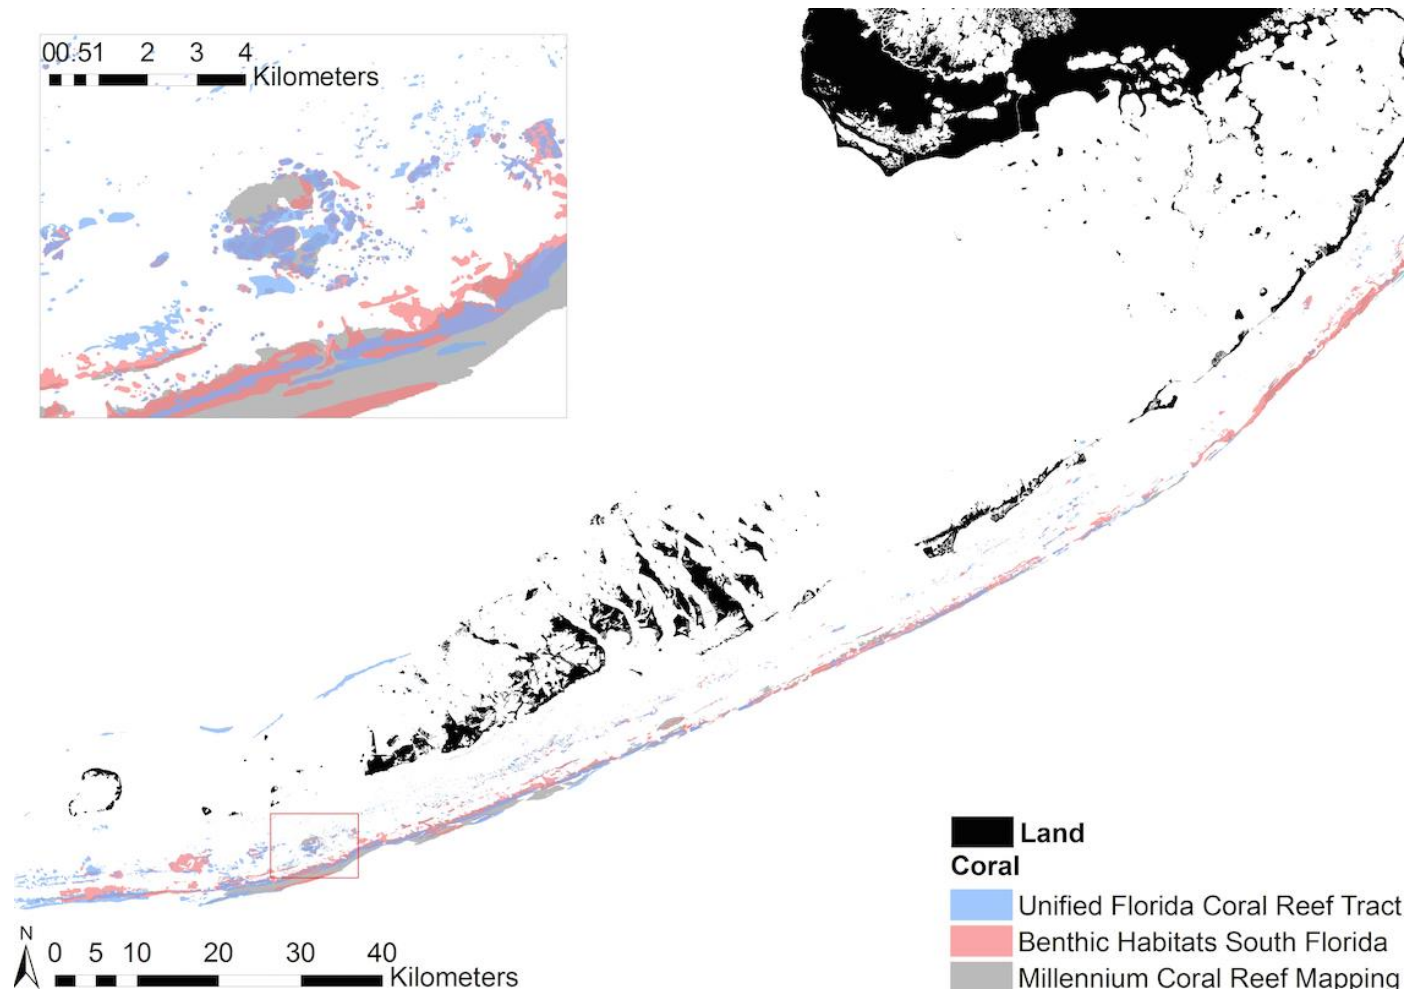 00.51 2 3 4
Kilometers
Land
Coral
Unified Florida Coral Reef Tract
Benthic Habitats South Florida
Millennium Coral Reef Mapping
N
0 5 10 20 30 40
Kilometers